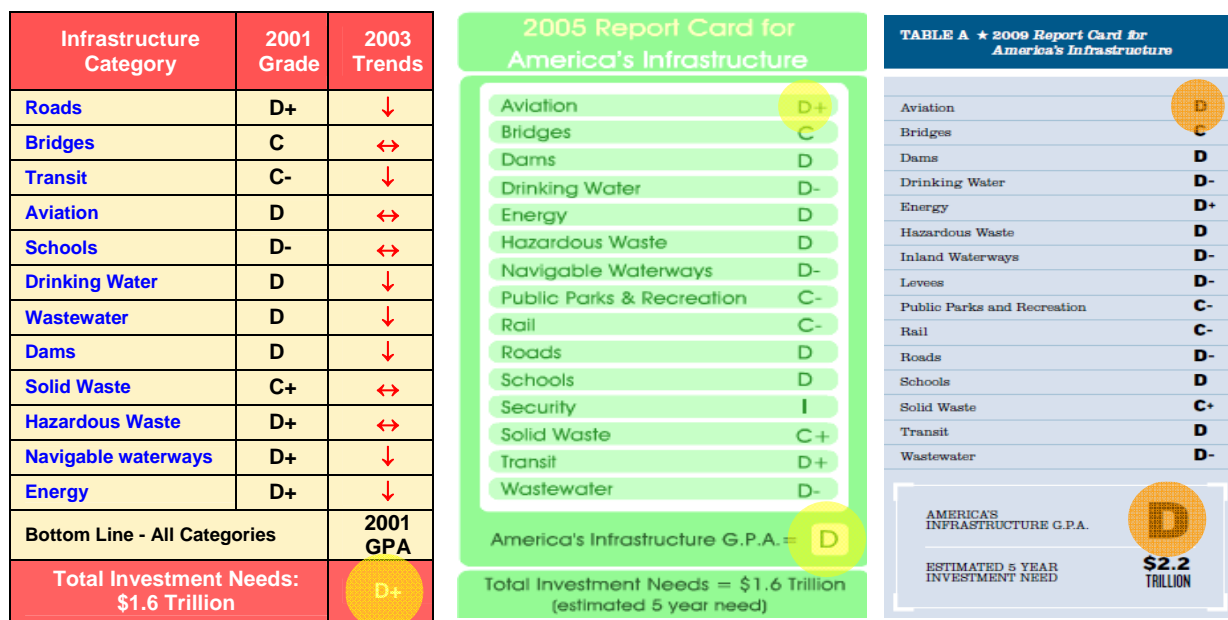 Infrastructure Category 2001 Grade 2003 Trends
Roads D+ ↓
Bridges C ↔
Transit C- ↓
Aviation D ↔
Schools D- ↔
Drinking Water D ↓
Wastewater D ↓
Dams D ↓
Solid Waste C+ ↔
Hazardous Waste D+ ↔
Navigable waterways D+ ↓
Energy D+ ↓
Bottom Line - All Categories 2001 GPA
Total Investment Needs:
$1.6 Trillion D+
2005 Report Card for
America's Infrastructure
Aviation D+
Bridges C
Dams D
Drinking Water D-
Energy D
Hazardous Waste D
Navigable Waterways D-
Public Parks & Recreation C-
Rail C-
Roads D
Schools D
Security I
Solid Waste C+
Transit D+
Wastewater D-
America's Infrastructure G.P.A.= D
Total Investment Needs = $1.6 Trillion
(estimated 5 year need)
TABLE A ★ 2009 Report Card for
America's Infrastructure
Aviation D
Bridges C
Dams D
Drinking Water D-
Energy D+
Hazardous Waste D
Inland Waterways D-
Levees D-
Public Parks and Recreation C-
Rail C-
Roads D-
Schools D
Solid Waste C+
Transit D
Wastewater D-
AMERICA'S
INFRASTRUCTURE G.P.A. D
ESTIMATED 5 YEAR
INVESTMENT NEED $2.2
TRILLION